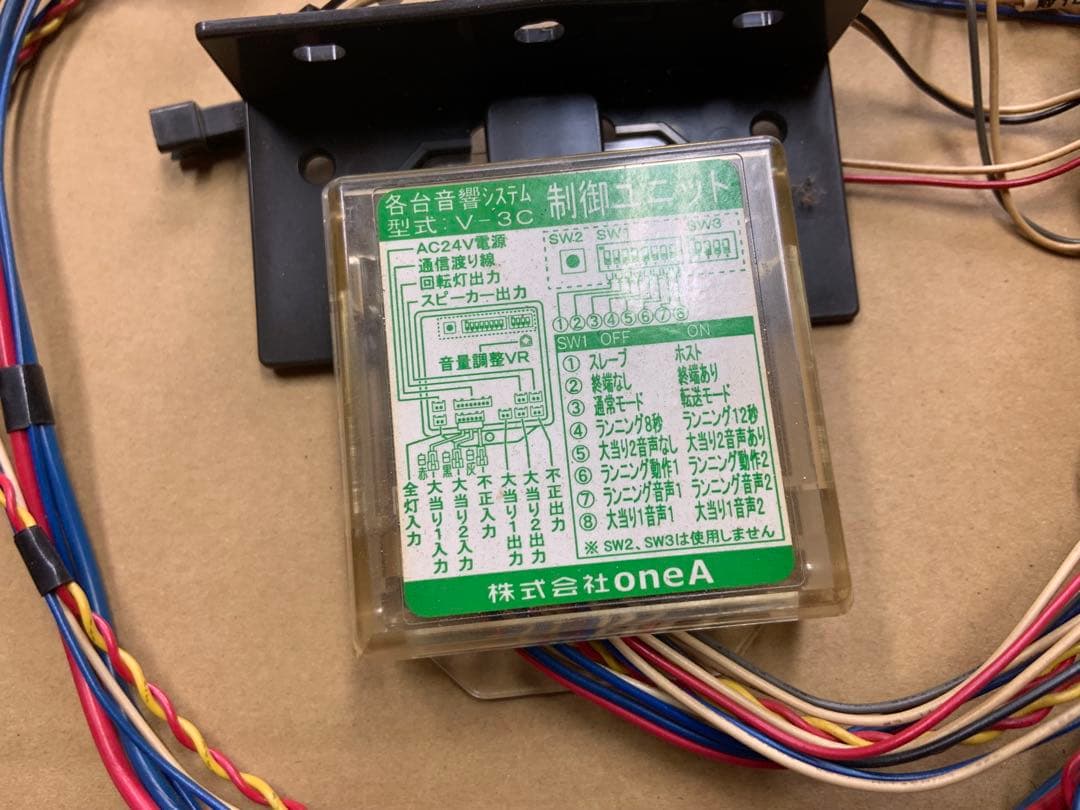 各台音響システム 制御ユニット
型式:V-3C
AC24V電源
通信渡り線
回転灯出力
スピーカー出力
音量調整VR
白 白 白
赤 黒 灰
全灯入力
大当り1入力
大当り2入力
不正入力
大当り1出力
大当り2出力
不正出力
SW2 SW1 SW3
①②③④⑤⑥⑦⑧
SW1 OFF ON
① スレーブ ホスト
② 終端なし 終端あり
③ 通常モード 転送モード
④ ランニング8秒 ランニング12秒
⑤ 大当り2音声なし 大当り2音声あり
⑥ ランニング動作1 ランニング動作2
⑦ ランニング音声1 ランニング音声2
⑧ 大当り1音声1 大当り1音声2
※ SW2、SW3は使用しません
株式会社oneA